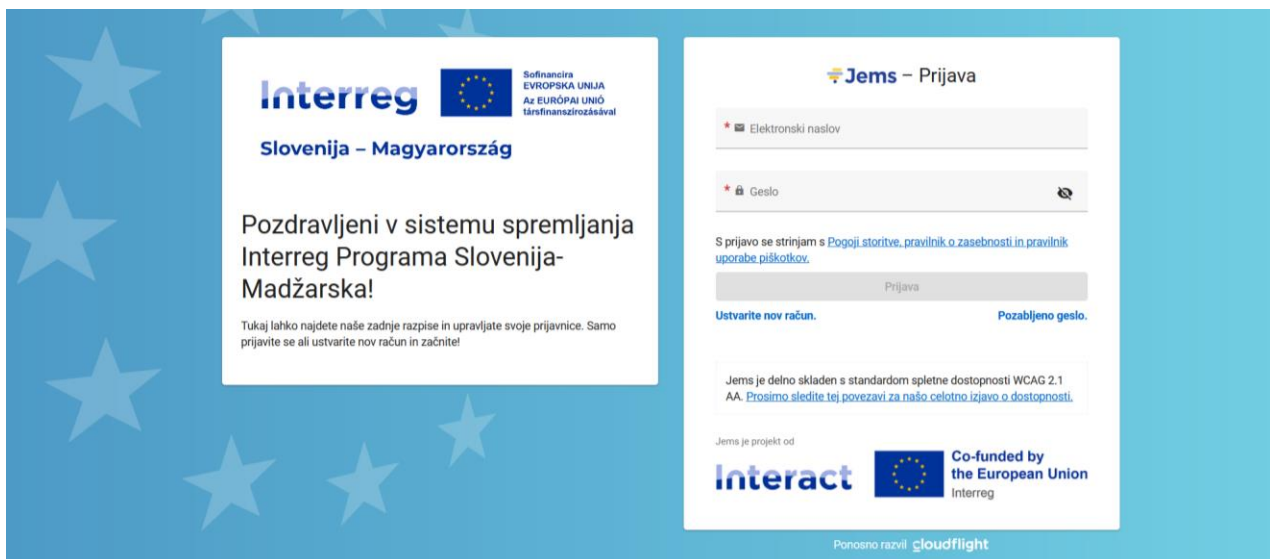 Interreg
Sofinancira
EVROPSKA UNIJA
Az EURÓPAI UNIÓ
társfinanszírozásával
Slovenija – Magyarország
Pozdravljeni v sistemu spremljanja
Interreg Programa Slovenija-
Madžarska!
Tukaj lahko najdete naše zadnje razpise in upravljate svoje prijavnice. Samo
prijavite se ali ustvarite nov račun in začnite!
Jems – Prijava
* Elektronski naslov
* Geslo
S prijavo se strinjam s Pogoji storitve, pravilnik o zasebnosti in pravilnik
uporabe piškotkov.
Prijava
Ustvarite nov račun. Pozabljeno geslo.
Jems je delno skladen s standardom spletne dostopnosti WCAG 2.1
AA. Prosimo sledite tej povezavi za našo celotno izjavo o dostopnosti.
Jems je projekt od
Interact
Co-funded by
the European Union
Interreg
Ponosno razvil cloudflight